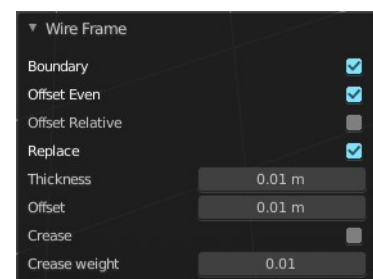 Wire Frame
Boundary
Offset Even
Offset Relative
Replace
Thickness 0.01 m
Offset 0.01 m
Crease
Crease weight 0.01